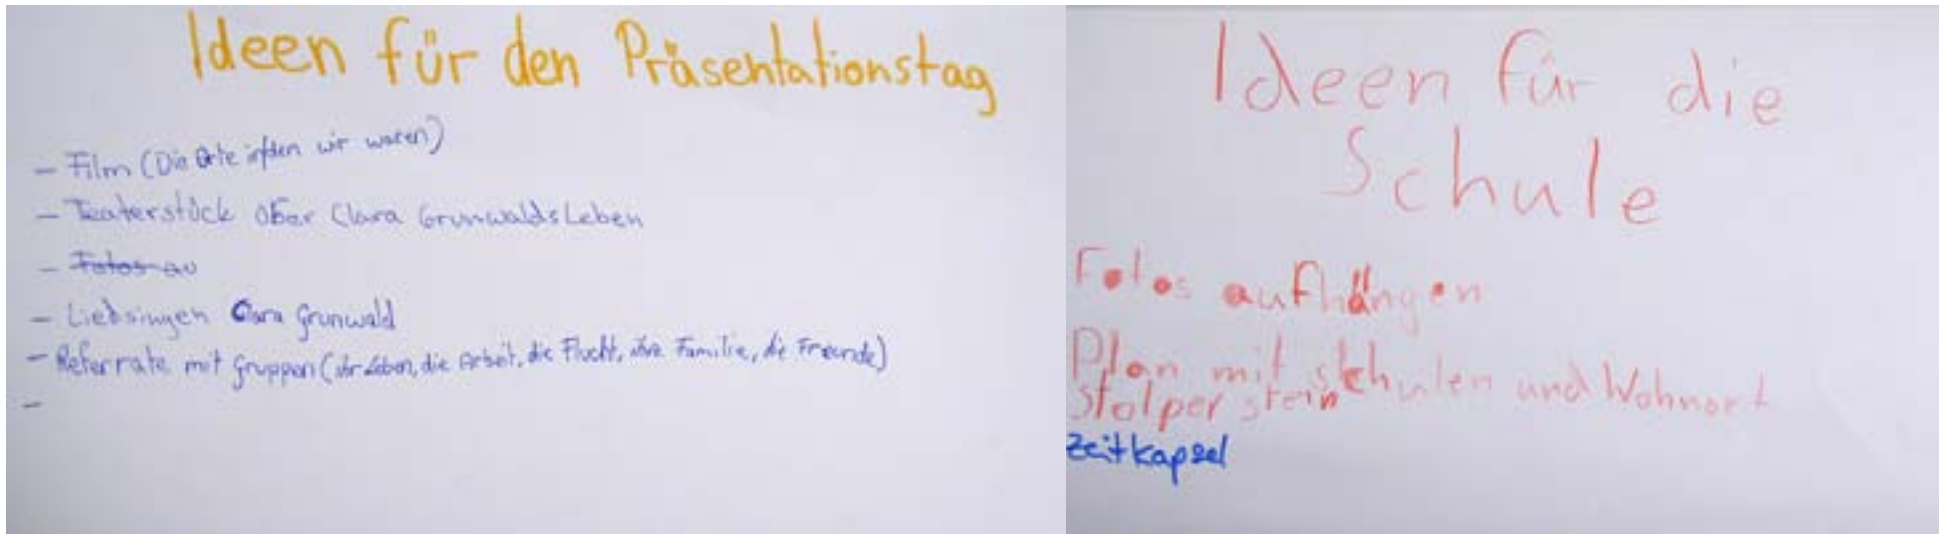 Ideen für den Präsentationstag
- Film (Die Orte in den wir waren)
- Teaterstück über Clara Grunwalds Leben
- Fotos au
- Liedsingen Clara Grunwald
- Referrate mit Gruppen (ihr Leben, die Arbeit, die Flucht, ihre Familie, die Freunde)
-
Ideen für die
Schule
Fotos aufhängen
Plan mit schulen und Wohnort
Stolperstein
Zeitkapsel